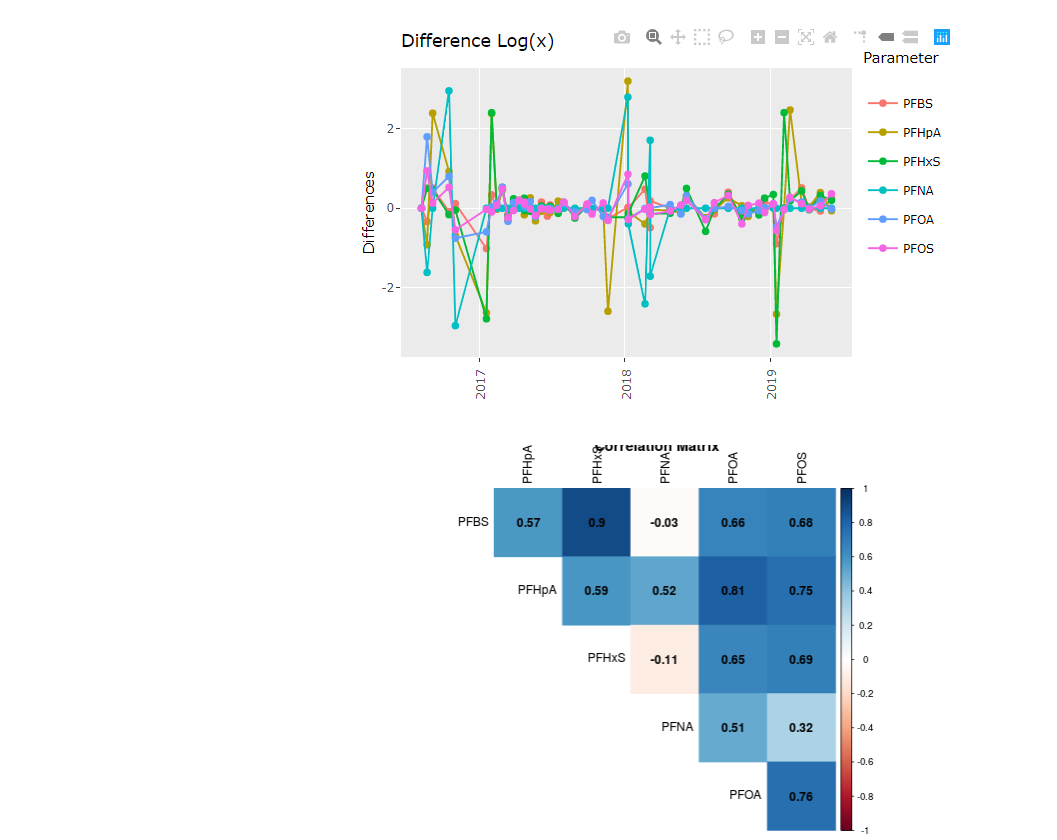 Difference Log(x)
Parameter
PFBS
PFHpA
PFHxS
PFNA
PFOA
PFOS
Differences
2
0
-2
2017
2018
2019
Correlation Matrix
PFHpA
PFHxS
PFNA
PFOA
PFOS
PFBS 0.57 0.9 -0.03 0.66 0.68
PFHpA 0.59 0.52 0.81 0.75
PFHxS -0.11 0.65 0.69
PFNA 0.51 0.32
PFOA 0.76
1
0.8
0.6
0.4
0.2
0
-0.2
-0.4
-0.6
-0.8
-1